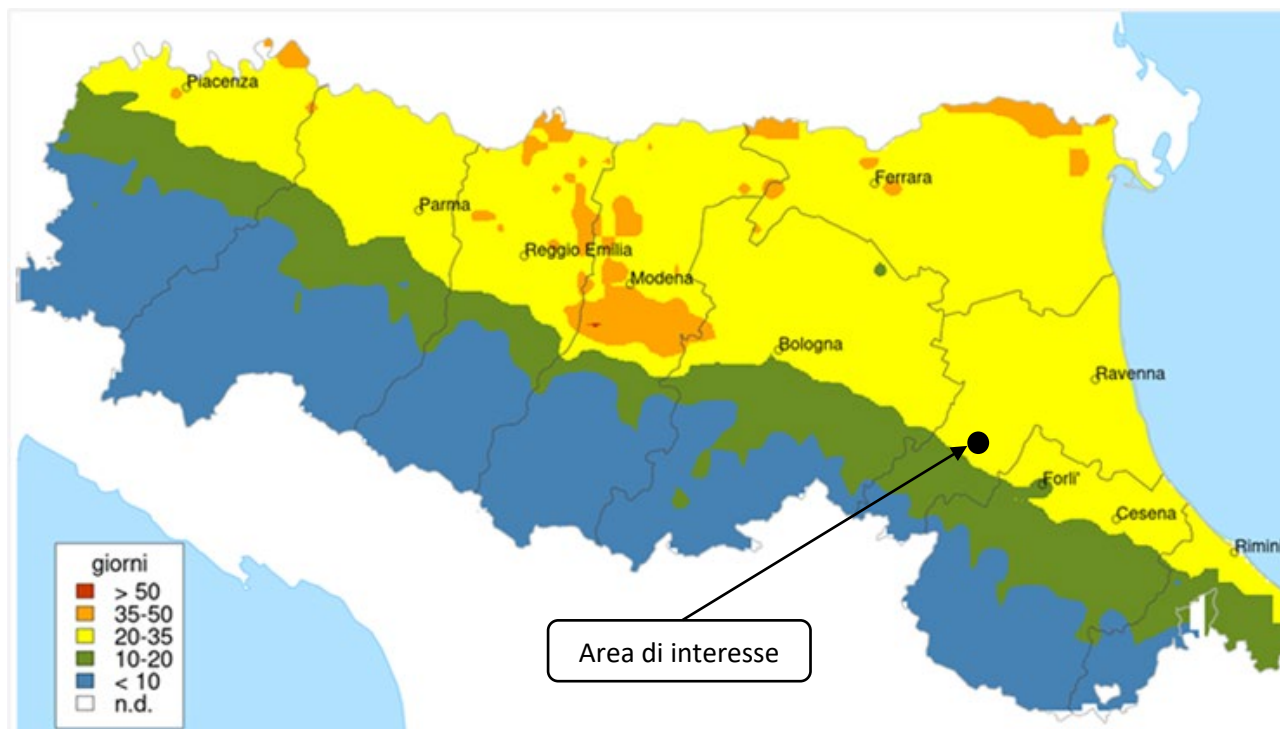 Piacenza
Parma
Reggio Emilia
Modena
Ferrara
Bologna
Ravenna
Forli'
Cesena
Rimini
Area di interesse
giorni
> 50
35-50
20-35
10-20
< 10
n.d.